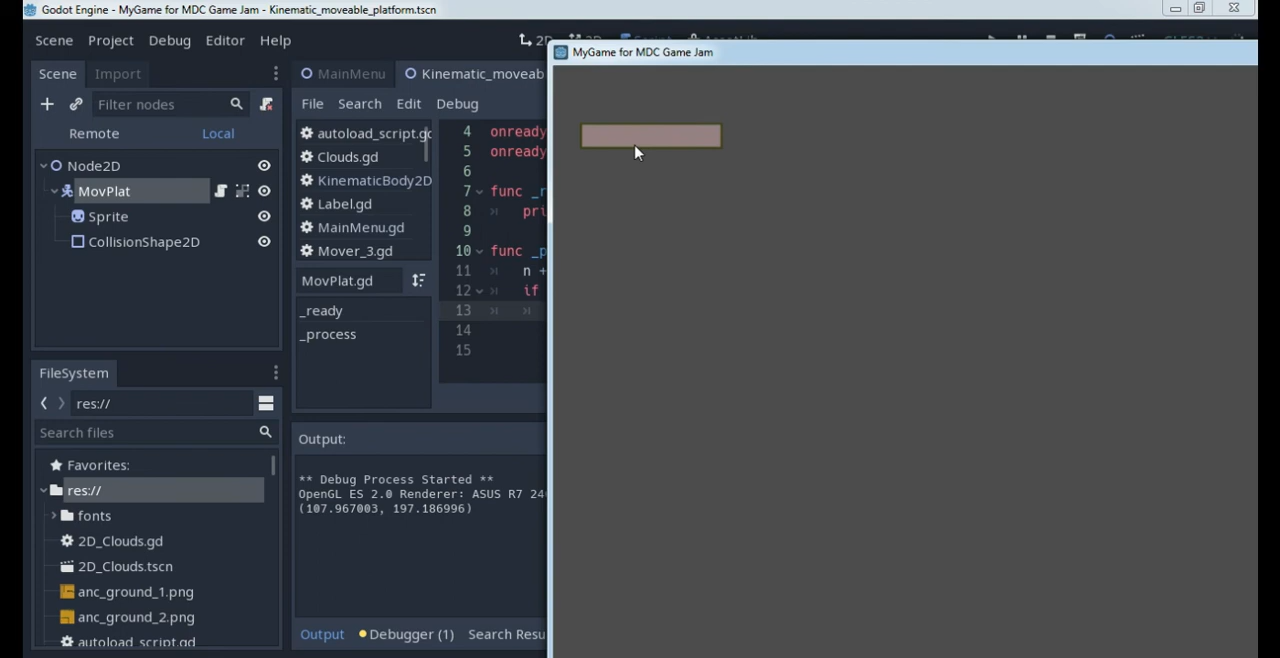 Godot Engine - MyGame for MDC Game Jam - Kinematic_moveable_platform.tscn
Scene Project Debug Editor Help
MyGame for MDC Game Jam
Scene Import
MainMenu Kinematic_moveab
Filter nodes
File Search Edit Debug
Remote Local
Node2D
MovPlat
Sprite
CollisionShape2D
autoload_script.gd
Clouds.gd
KinematicBody2D
Label.gd
MainMenu.gd
Mover_3.gd
MovPlat.gd
_ready
_process
4 onready
5 onready
6
7 func _r
8 pri
9
10 func _p
11 n +
12 if
13
14
15
FileSystem
res://
Search files
Favorites:
res://
fonts
2D_Clouds.gd
2D_Clouds.tscn
anc_ground_1.png
anc_ground_2.png
autoload_script.gd
Output:
** Debug Process Started **
OpenGL ES 2.0 Renderer: ASUS R7 24
(107.967003, 197.186996)
Output Debugger (1) Search Resu